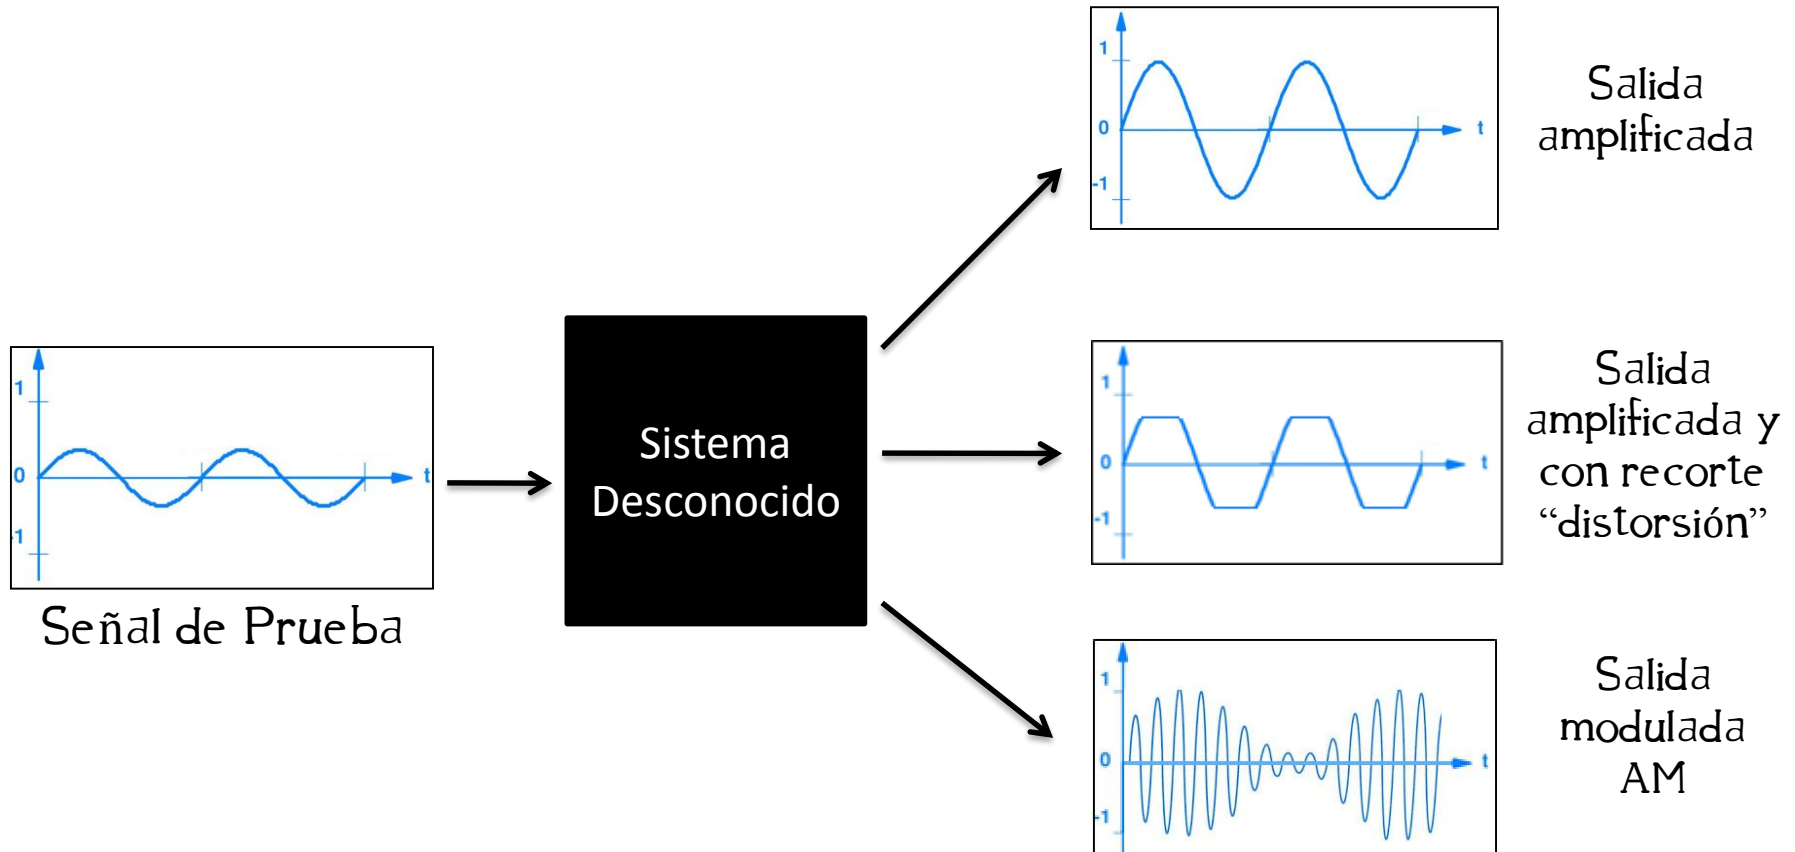 1
0
t
1
Señal de Prueba
Sistema
Desconocido
1
0
t
-1
Salida
amplificada
1
0
t
-1
Salida
amplificada y
con recorte
“distorsión”
1
0
t
-1
Salida
modulada
AM